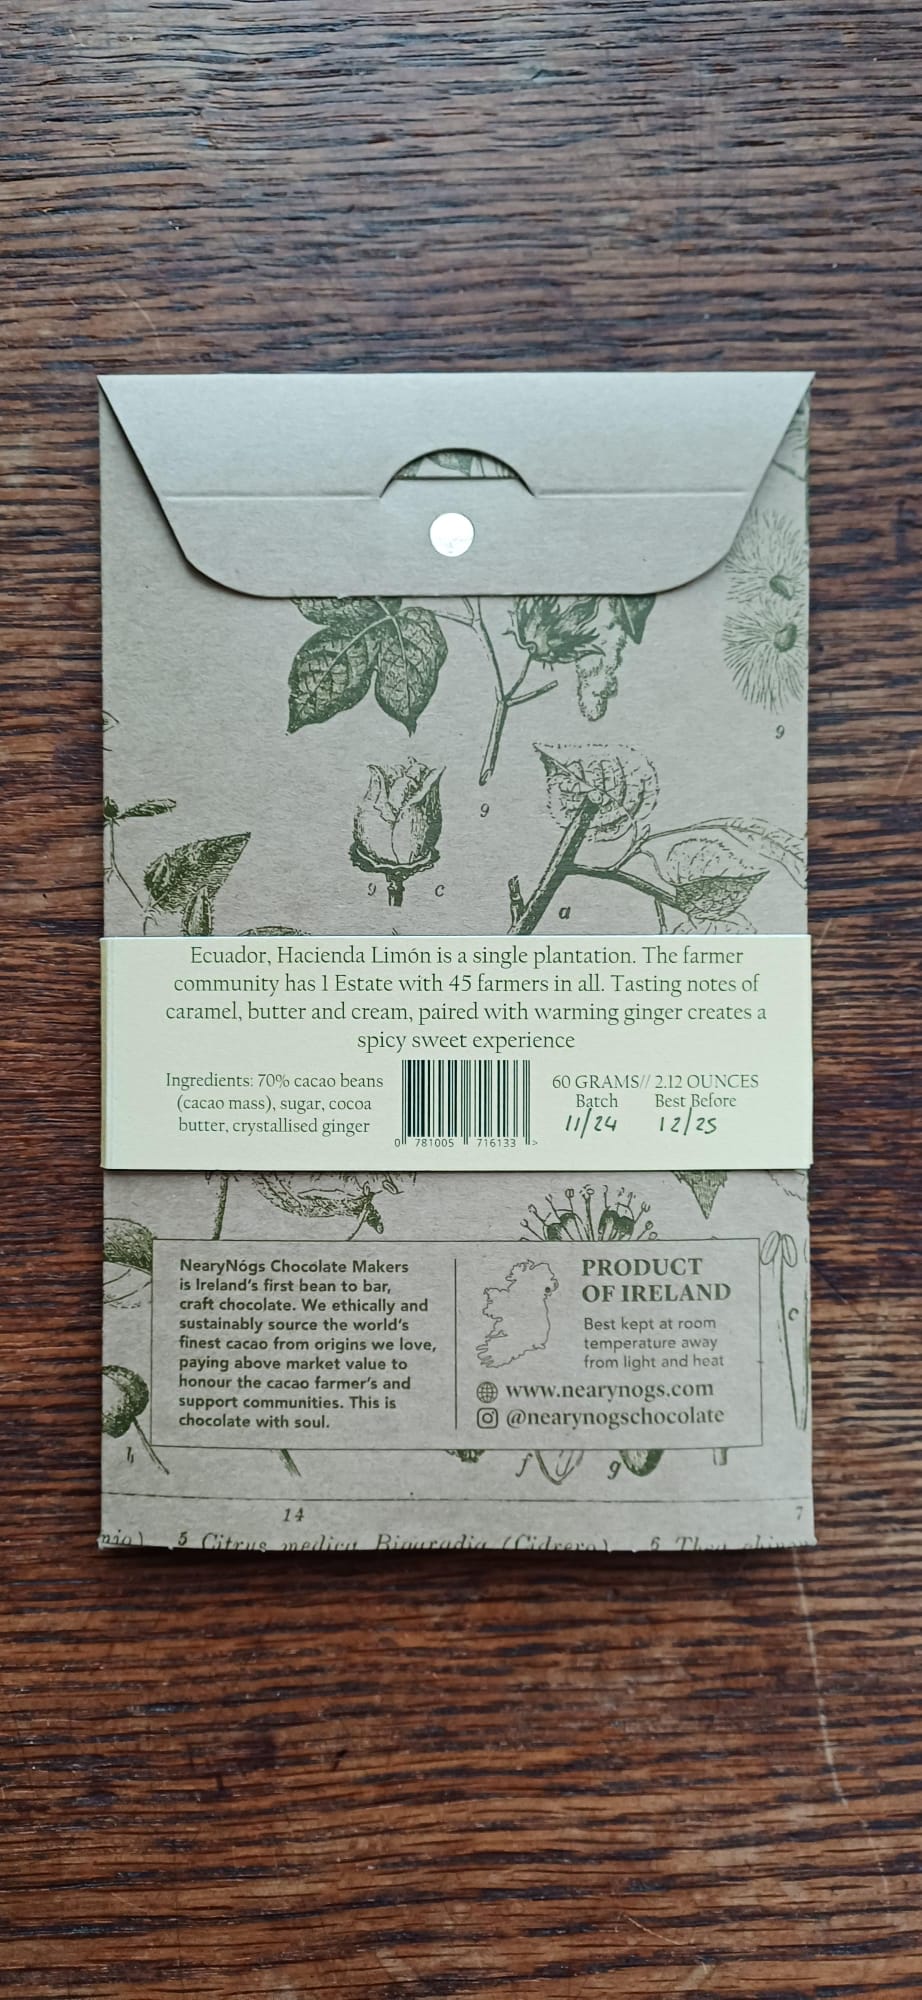 9
9
9 c
a
Ecuador, Hacienda Limón is a single plantation. The farmer
community has 1 Estate with 45 farmers in all. Tasting notes of
caramel, butter and cream, paired with warming ginger creates a
spicy sweet experience
Ingredients: 70% cacao beans
(cacao mass), sugar, cocoa
butter, crystallised ginger
0 781005 716133 >
60 GRAMS// 2.12 OUNCES
Batch Best Before
11/24 12/25
NearyNógs Chocolate Makers
is Ireland's first bean to bar,
craft chocolate. We ethically and
sustainably source the world's
finest cacao from origins we love,
paying above market value to
honour the cacao farmer's and
support communities. This is
chocolate with soul.
PRODUCT
OF IRELAND
Best kept at room
temperature away
from light and heat
www.nearynogs.com
@nearynogschocolate
c
h
f g
14 7
5 Citrus medica Bigaradia (Cidrero) 6